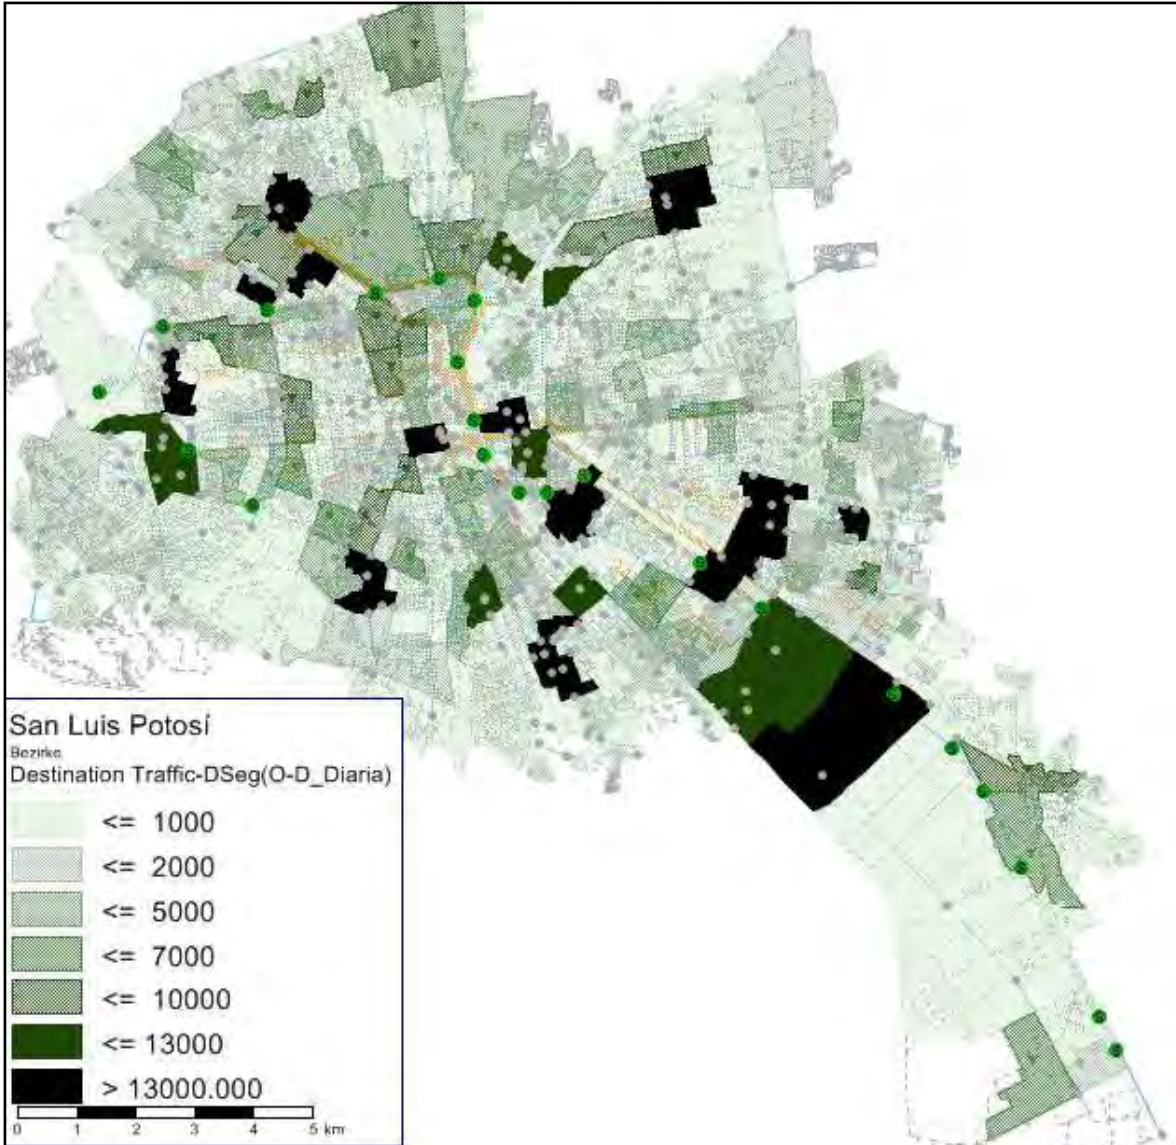 San Luis Potosí
Bezirke
Destination Traffic-DSeg(O-D_Diaria)
<= 1000
<= 2000
<= 5000
<= 7000
<= 10000
<= 13000
> 13000.000
0 1 2 3 4 5 km